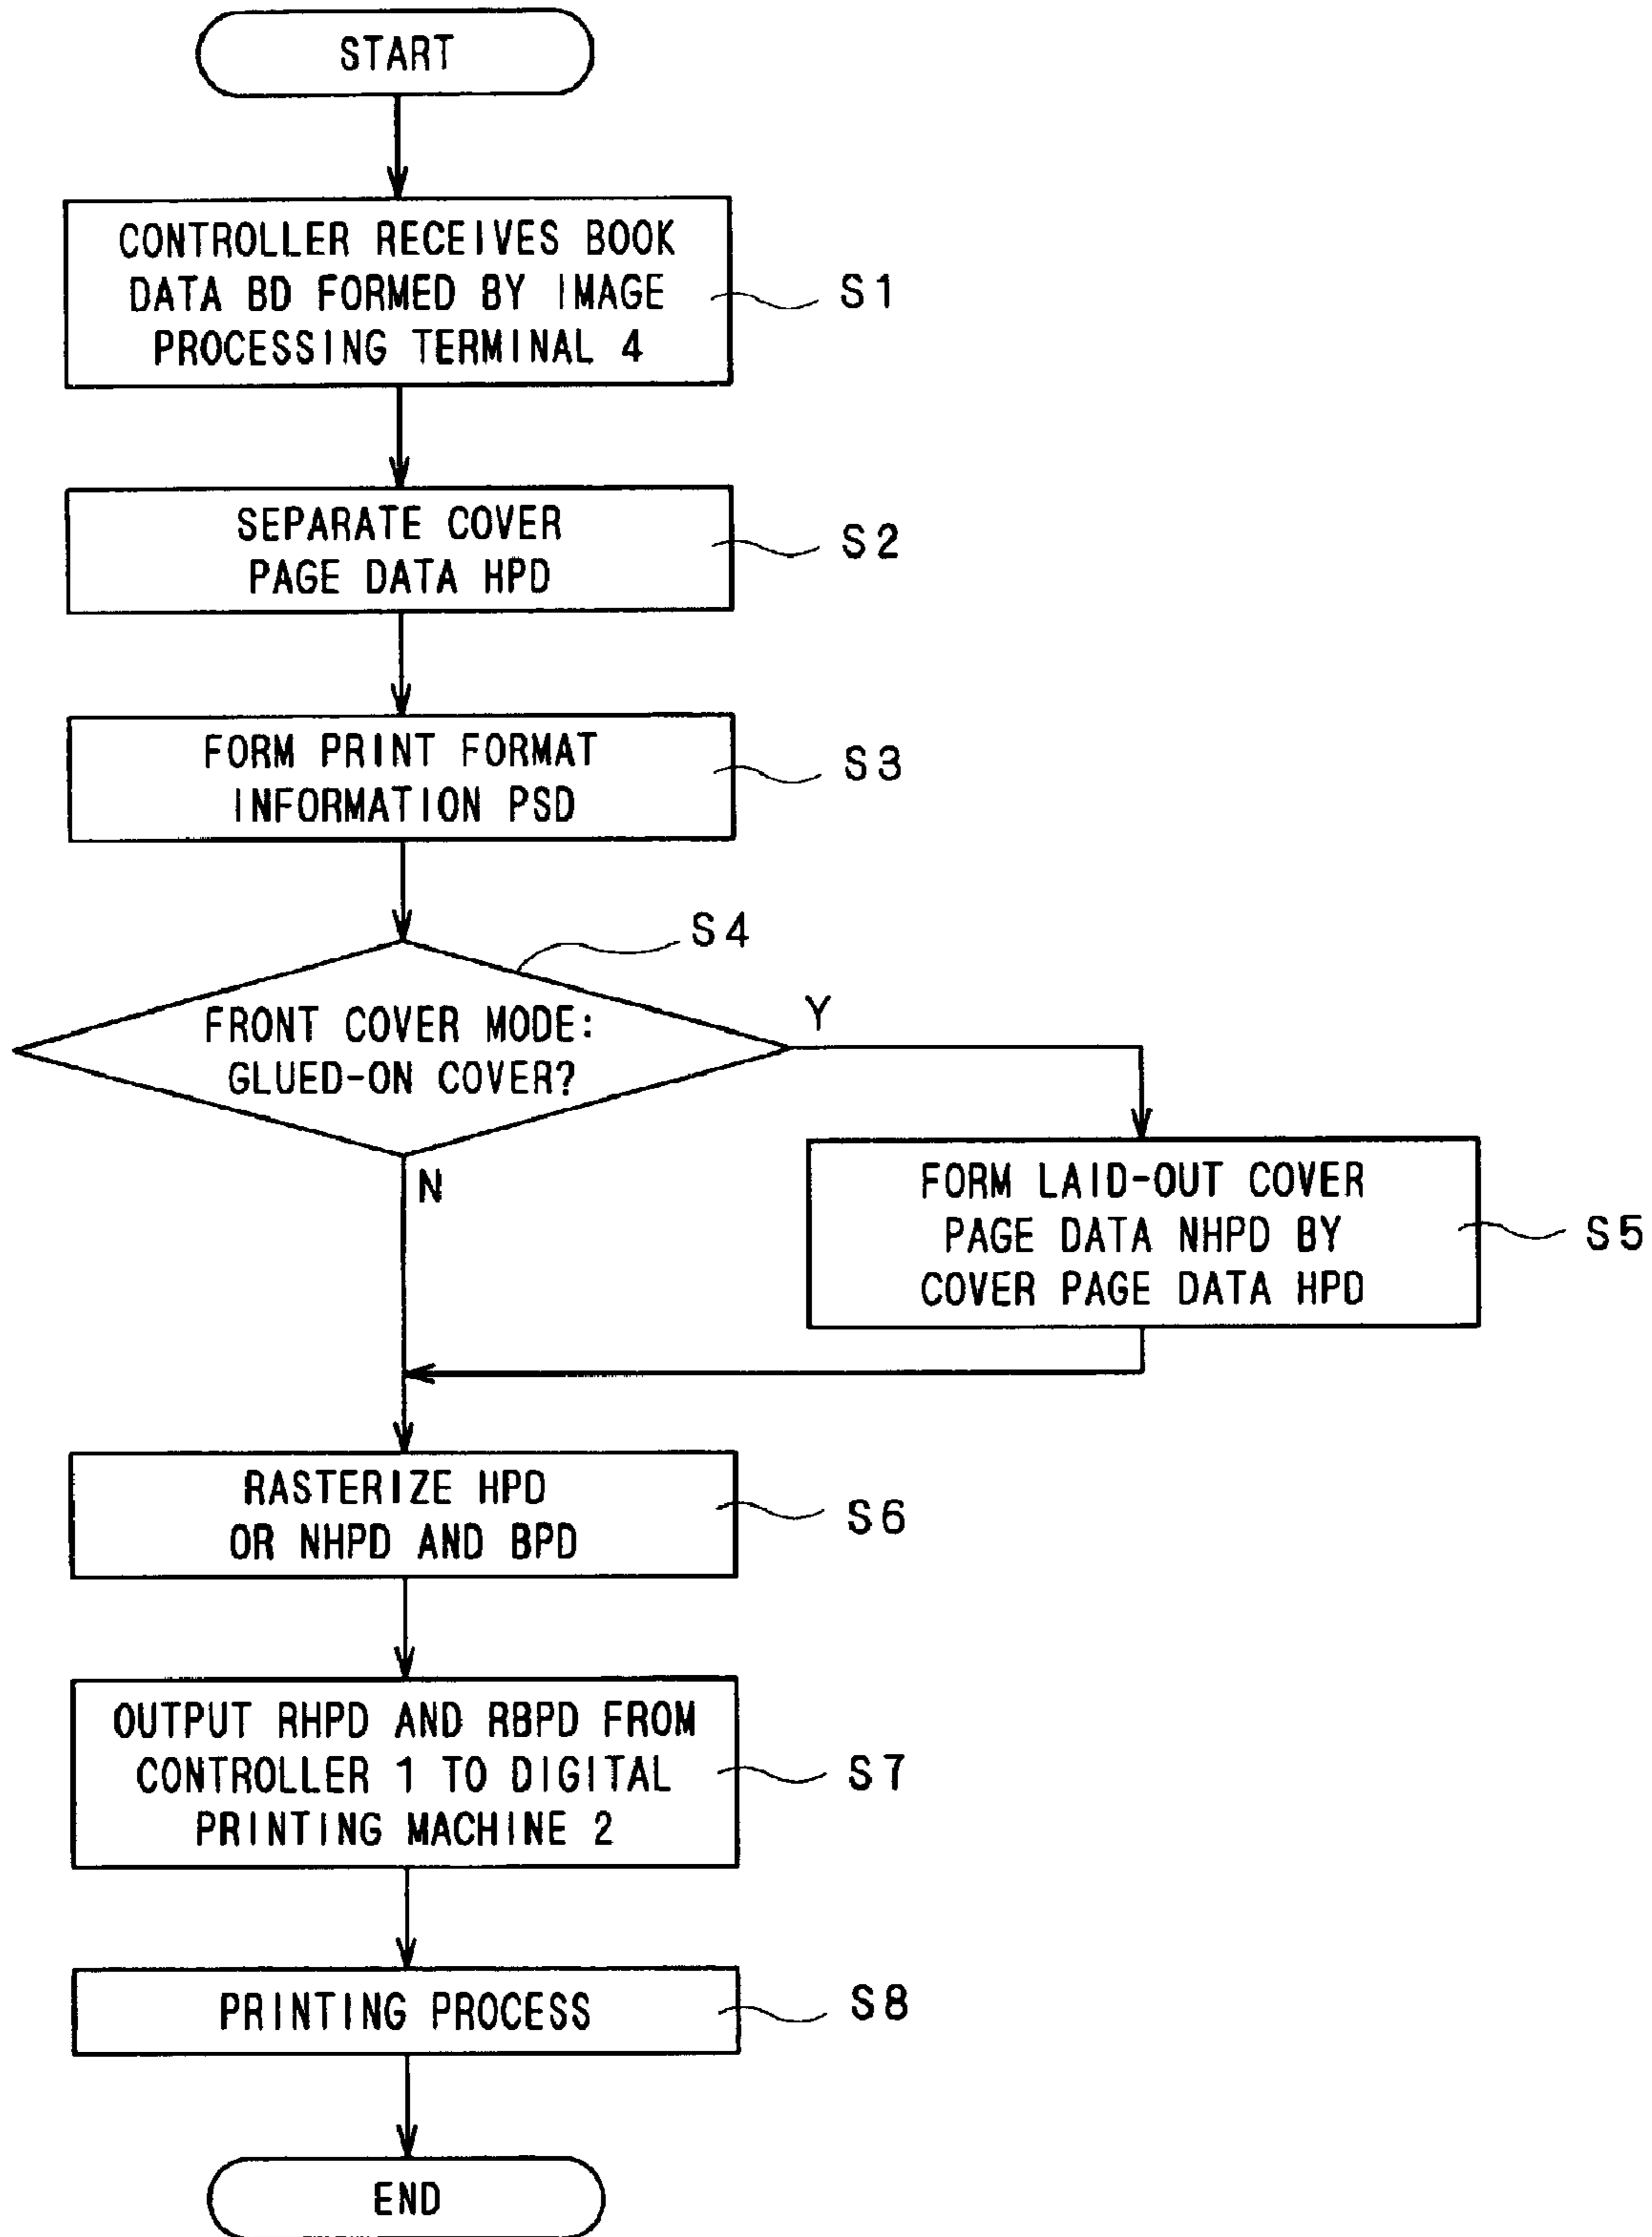 START
CONTROLLER RECEIVES BOOK
DATA BD FORMED BY IMAGE
PROCESSING TERMINAL 4
S1
SEPARATE COVER
PAGE DATA HPD
S2
FORM PRINT FORMAT
INFORMATION PSD
S3
S4
FRONT COVER MODE:
GLUED-ON COVER?
Y
N
FORM LAID-OUT COVER
PAGE DATA NHPD BY
COVER PAGE DATA HPD
S5
RASTERIZE HPD
OR NHPD AND BPD
S6
OUTPUT RHPD AND RBPD FROM
CONTROLLER 1 TO DIGITAL
PRINTING MACHINE 2
S7
PRINTING PROCESS
S8
END